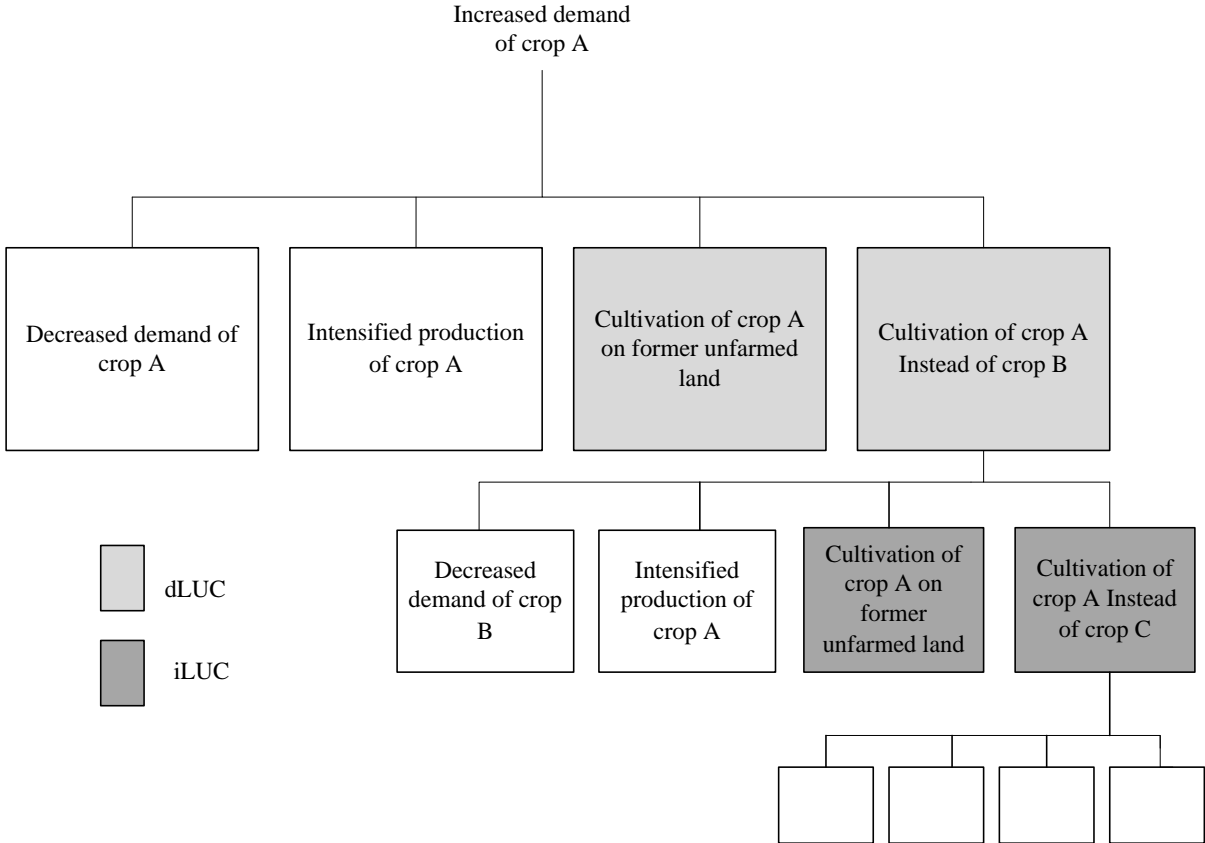 Increased demand
of crop A
Decreased demand of
crop A
Intensified production
of crop A
Cultivation of crop A
on former unfarmed
land
Cultivation of crop A
Instead of crop B
Decreased
demand of crop
B
Intensified
production of
crop A
Cultivation of
crop A on
former
unfarmed land
Cultivation of
crop A Instead
of crop C
dLUC
iLUC